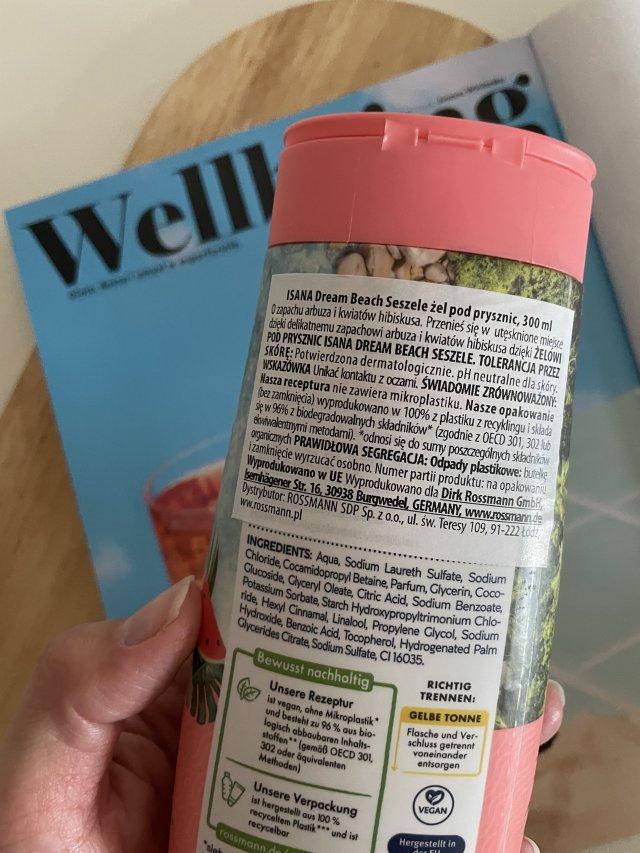 Wellbeing
ISANA Dream Beach Seszele żel pod prysznic, 300 ml
O zapachu arbuza i kwiatów hibiskusa. Przenieś się w utęsknione miejsce
dzięki delikatnemu zapachowi arbuza i kwiatów hibiskusa dzięki ŻELOWI
POD PRYSZNIC ISANA DREAM BEACH SESZELE. TOLERANCJA PRZEZ
SKÓRĘ: Potwierdzona dermatologicznie. pH neutralne dla skóry.
WSKAZÓWKA Unikać kontaktu z oczami. ŚWIADOMIE ZRÓWNOWAŻONY:
Nasza receptura nie zawiera mikroplastiku. Nasze opakowanie
(bez zamknięcia) wyprodukowano w 100% z plastiku z recyklingu i składa
się w 96% z biodegradowalnych składników* (zgodnie z OECD 301, 302 lub
ekwiwalentnymi metodami). *odnosi się do sumy poszczególnych składników
organicznych PRAWIDŁOWA SEGREGACJA: Odpady plastikowe: butelkę
i zamknięcie wyrzucać osobno. Numer partii produktu: na opakowaniu.
Wyprodukowano w UE Wyprodukowano dla Dirk Rossmann GmbH,
Isernhägener Str. 16, 30938 Burgwedel, GERMANY, www.rossmann.de
Dystrybutor: ROSSMANN SDP Sp. z o.o., ul. św. Teresy 109, 91-222 Łódź,
www.rossmann.pl
INGREDIENTS: Aqua, Sodium Laureth Sulfate, Sodium
Chloride, Cocamidopropyl Betaine, Parfum, Glycerin, Coco-
Glucoside, Glyceryl Oleate, Citric Acid, Sodium Benzoate,
Potassium Sorbate, Starch Hydroxypropyltrimonium Chlo-
ride, Hexyl Cinnamal, Linalool, Propylene Glycol, Sodium
Hydroxide, Benzoic Acid, Tocopherol, Hydrogenated Palm
Glycerides Citrate, Sodium Sulfate, CI 16035.
Bewusst nachhaltig
Unsere Rezeptur
ist vegan, ohne Mikroplastik*
und besteht zu 96 % aus bio-
logisch abbaubaren Inhalts-
stoffen** (gemäß OECD 301,
302 oder äquivalenten
Methoden)
Unsere Verpackung
ist hergestellt aus 100 %
recyceltem Plastik*** und ist
recycelbar
rossmann.de/
RICHTIG
TRENNEN:
GELBE TONNE
Flasche und Ver-
schluss getrennt
voneinander
entsorgen
VEGAN
Hergestellt in
der EU